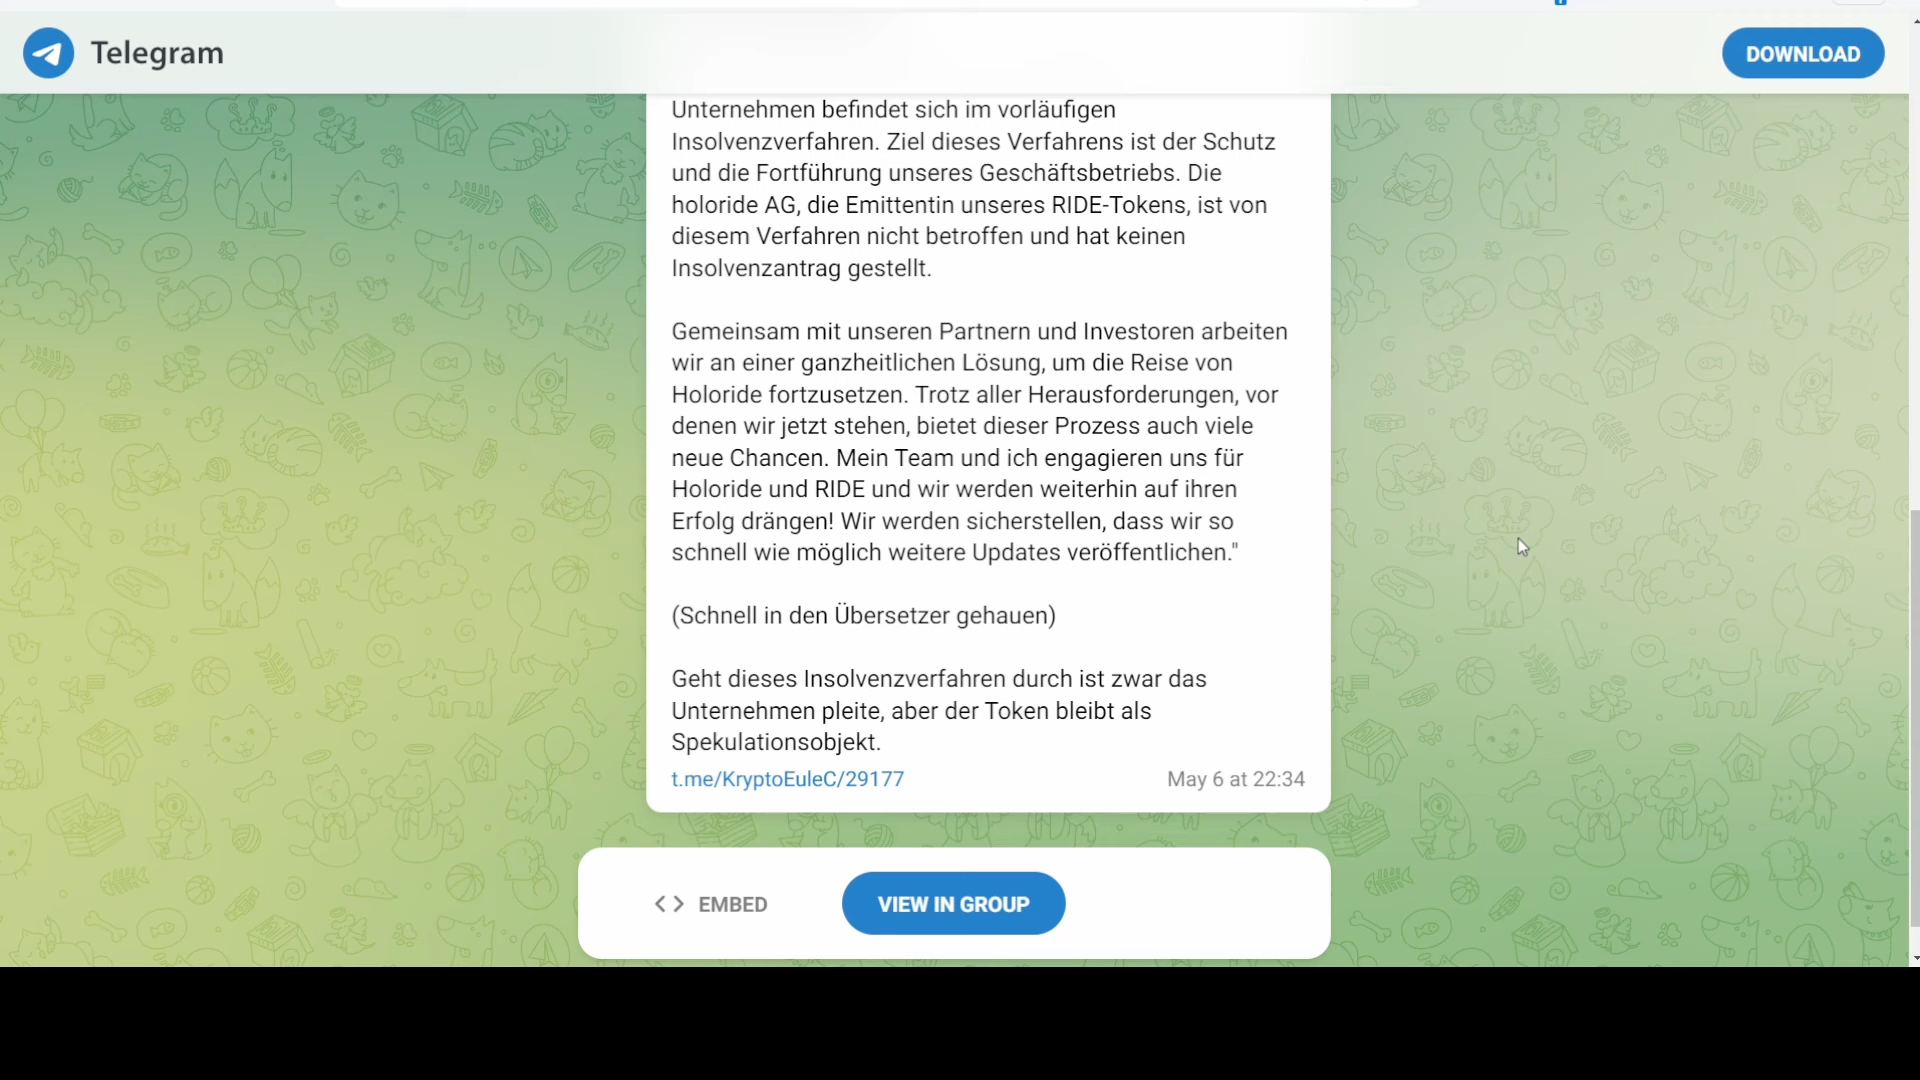 Telegram
DOWNLOAD
Unternehmen befindet sich im vorläufigen
Insolvenzverfahren. Ziel dieses Verfahrens ist der Schutz
und die Fortführung unseres Geschäftsbetriebs. Die
holoride AG, die Emittentin unseres RIDE-Tokens, ist von
diesem Verfahren nicht betroffen und hat keinen
Insolvenzantrag gestellt.
Gemeinsam mit unseren Partnern und Investoren arbeiten
wir an einer ganzheitlichen Lösung, um die Reise von
Holoride fortzusetzen. Trotz aller Herausforderungen, vor
denen wir jetzt stehen, bietet dieser Prozess auch viele
neue Chancen. Mein Team und ich engagieren uns für
Holoride und RIDE und wir werden weiterhin auf ihren
Erfolg drängen! Wir werden sicherstellen, dass wir so
schnell wie möglich weitere Updates veröffentlichen."
(Schnell in den Übersetzer gehauen)
Geht dieses Insolvenzverfahren durch ist zwar das
Unternehmen pleite, aber der Token bleibt als
Spekulationsobjekt.
t.me/KryptoEuleC/29177 May 6 at 22:34
<> EMBED
VIEW IN GROUP